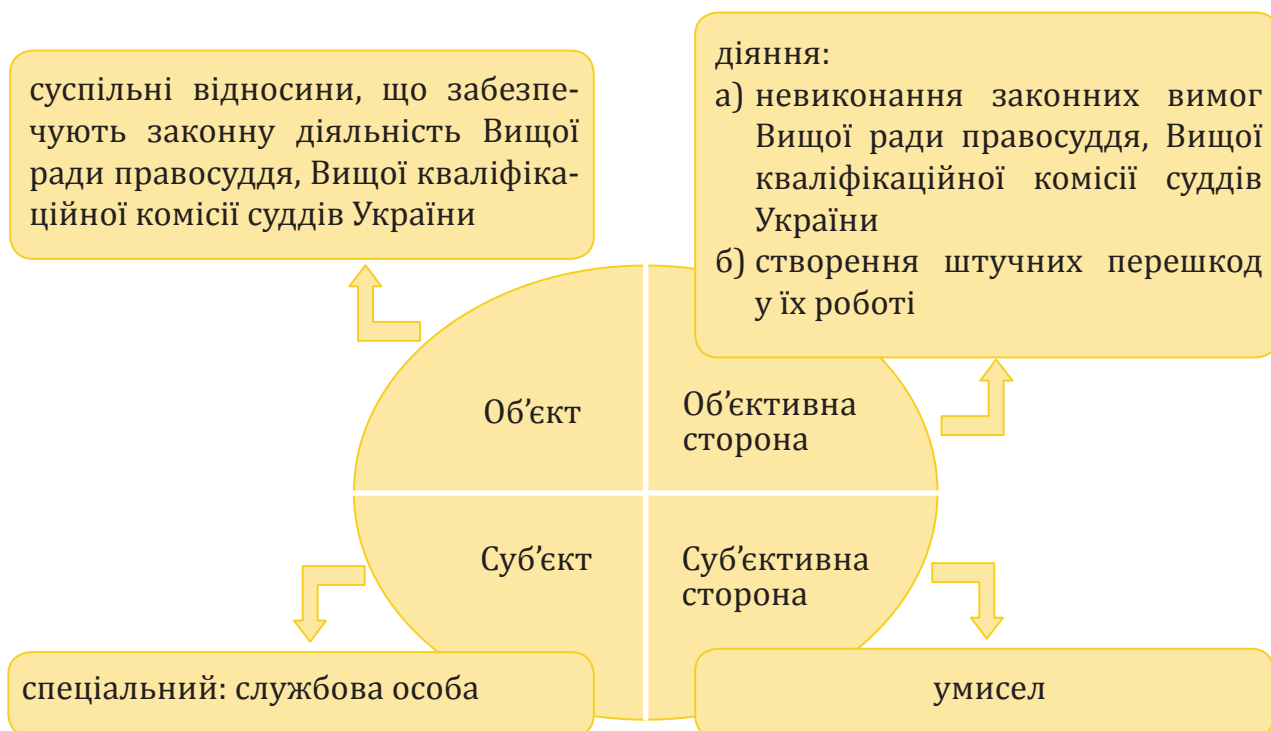 суспільні відносини, що забезпе-
чують законну діяльність Вищої
ради правосуддя, Вищої кваліфіка-
ційної комісії суддів України
діяння:
а) невиконання законних вимог
Вищої ради правосуддя, Вищої
кваліфікаційної комісії суддів
України
б) створення штучних перешкод
у їх роботі
Об’єкт
Об’єктивна
сторона
Суб’єкт
Суб’єктивна
сторона
спеціальний: службова особа
умисел